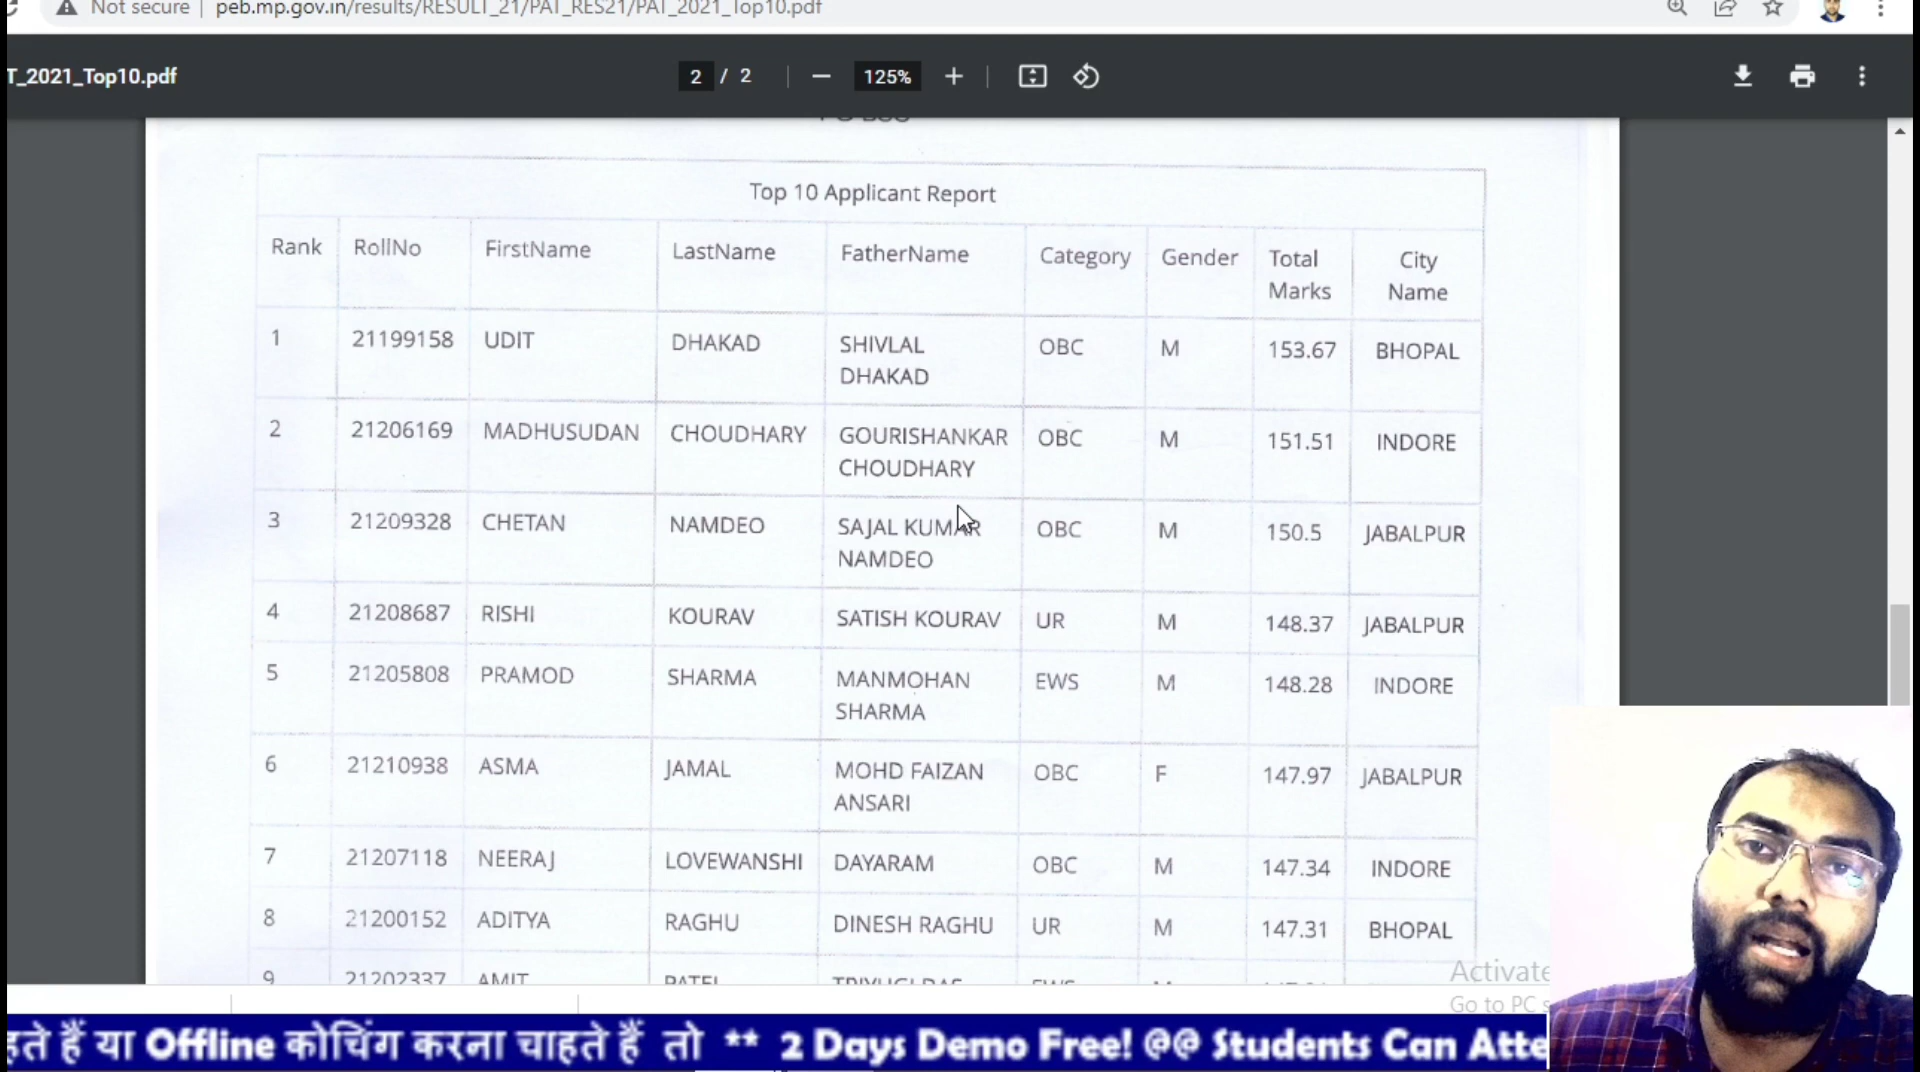 Not secure | peb.mp.gov.in/results/RESULT_21/PAT_RES21/PAT_2021_Top10.pdf
T_2021_Top10.pdf 2 / 2 125%
Top 10 Applicant Report
Rank RollNo FirstName LastName FatherName Category Gender Total Marks City Name
1 21199158 UDIT DHAKAD SHIVLAL DHAKAD OBC M 153.67 BHOPAL
2 21206169 MADHUSUDAN CHOUDHARY GOURISHANKAR CHOUDHARY OBC M 151.51 INDORE
3 21209328 CHETAN NAMDEO SAJAL KUMAR NAMDEO OBC M 150.5 JABALPUR
4 21208687 RISHI KOURAV SATISH KOURAV UR M 148.37 JABALPUR
5 21205808 PRAMOD SHARMA MANMOHAN SHARMA EWS M 148.28 INDORE
6 21210938 ASMA JAMAL MOHD FAIZAN ANSARI OBC F 147.97 JABALPUR
7 21207118 NEERAJ LOVEWANSHI DAYARAM OBC M 147.34 INDORE
8 21200152 ADITYA RAGHU DINESH RAGHU UR M 147.31 BHOPAL
9 21202337 AMIT PATEL
Activate
Go to PC s
हते हैं या Offline कोचिंग करना चाहते हैं तो ** 2 Days Demo Free! @@ Students Can Atte